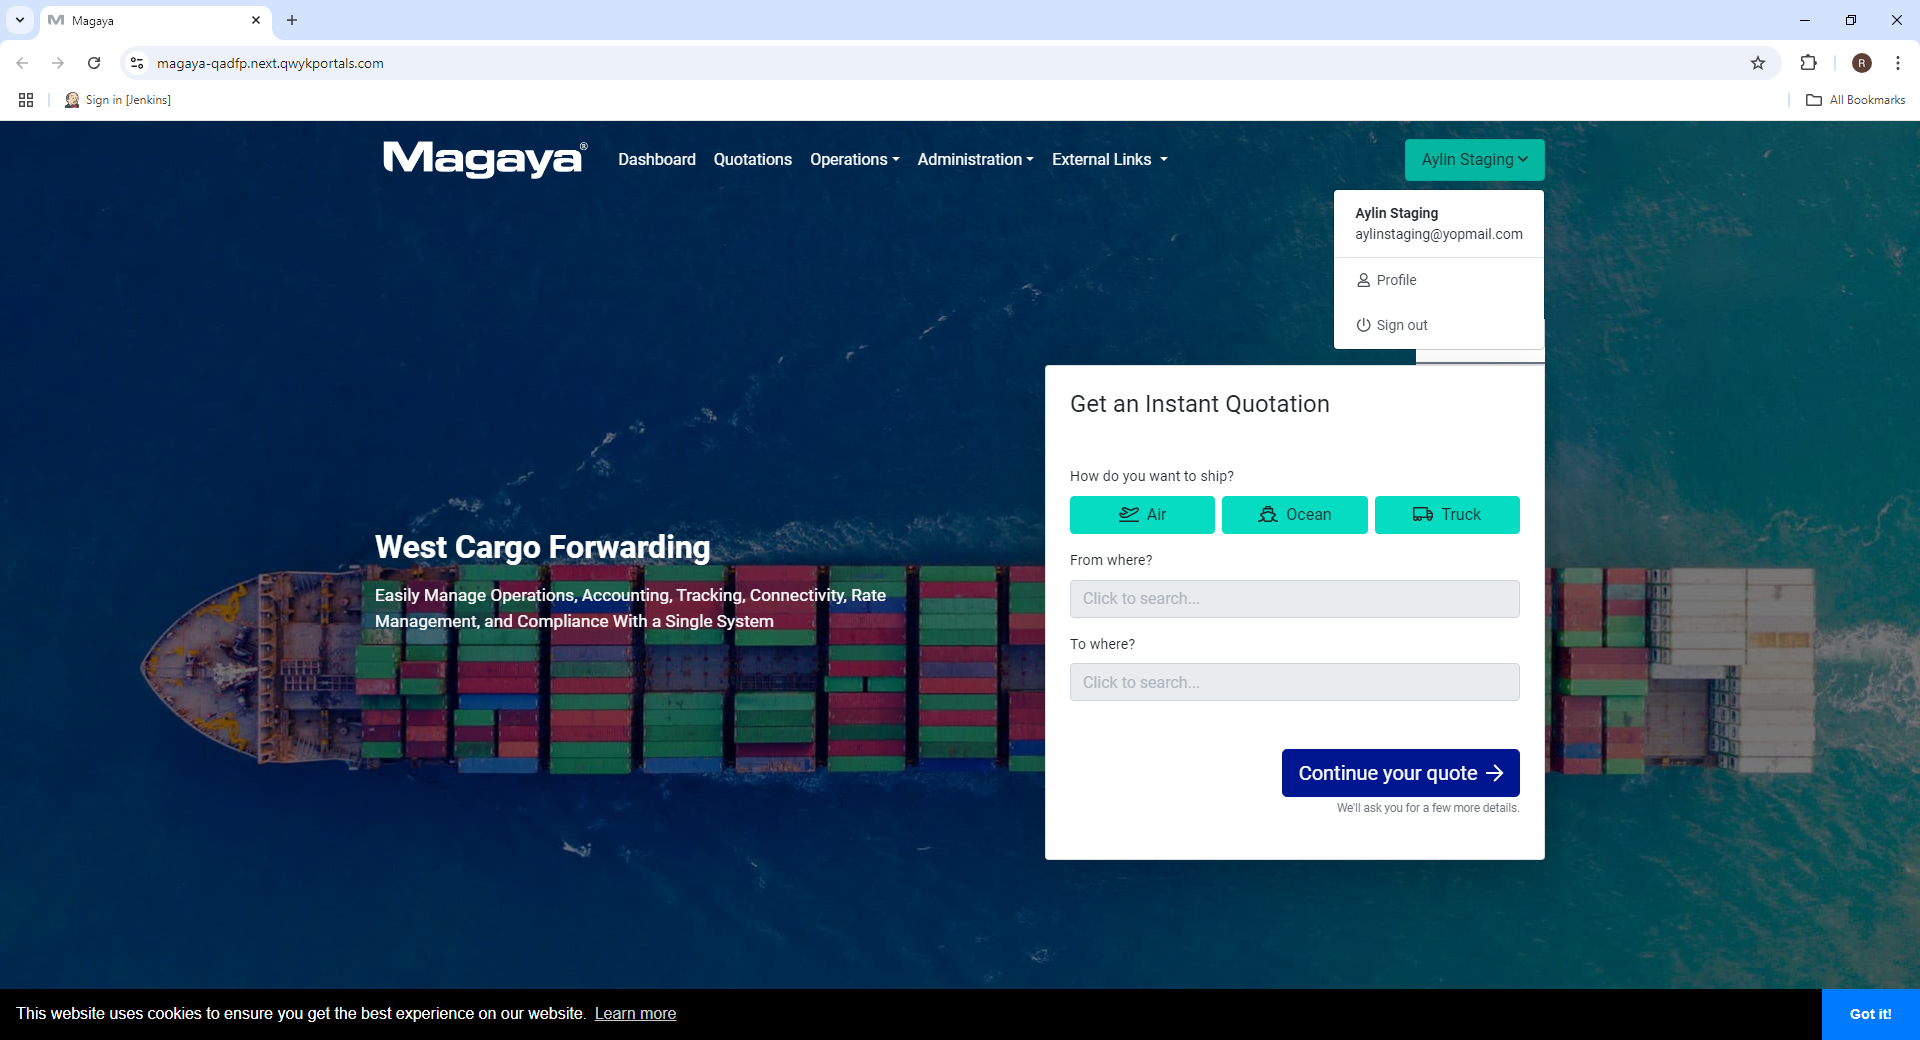 Magaya
magaya-qadfp.next.qwykportals.com
R
Sign in [Jenkins]
All Bookmarks
Magaya®
Dashboard
Quotations
Operations
Administration
External Links
Aylin Staging
Aylin Staging
aylinstaging@yopmail.com
Profile
Sign out
Get an Instant Quotation
How do you want to ship?
Air
Ocean
Truck
From where?
Click to search...
To where?
Click to search...
Continue your quote
We'll ask you for a few more details.
West Cargo Forwarding
Easily Manage Operations, Accounting, Tracking, Connectivity, Rate
Management, and Compliance With a Single System
This website uses cookies to ensure you get the best experience on our website. Learn more
Got it!